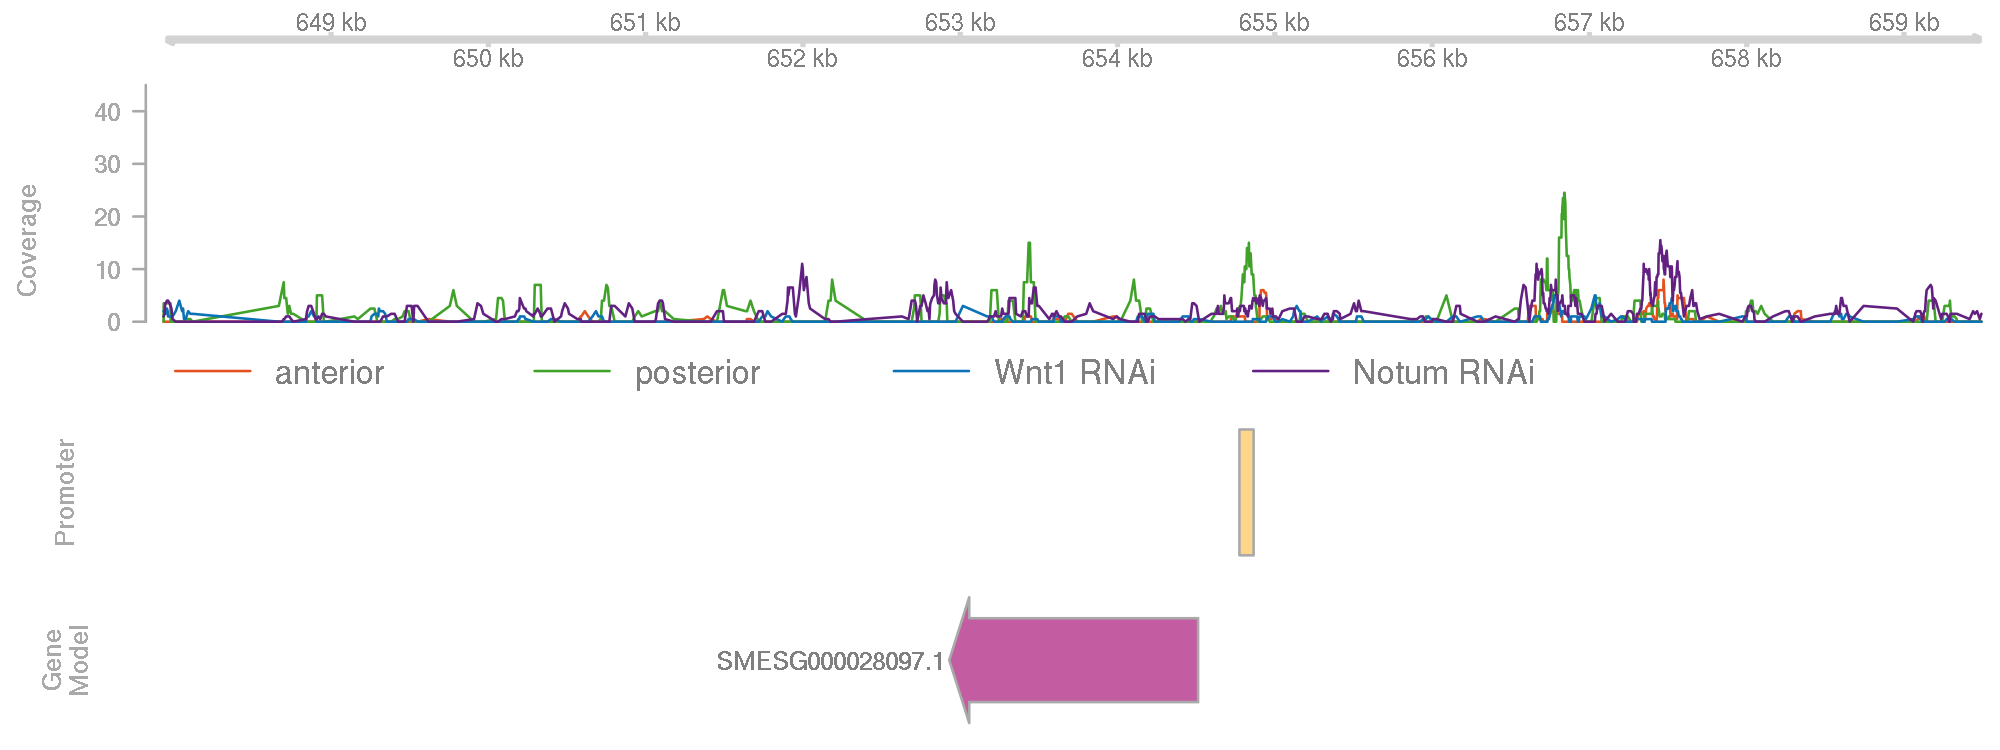 649 kb 651 kb 653 kb 655 kb 657 kb 659 kb
650 kb 652 kb 654 kb 656 kb 658 kb
Coverage
40
30
20
10
0
anterior posterior Wnt1 RNAi Notum RNAi
Promoter
Gene
Model
SMESG000028097.1